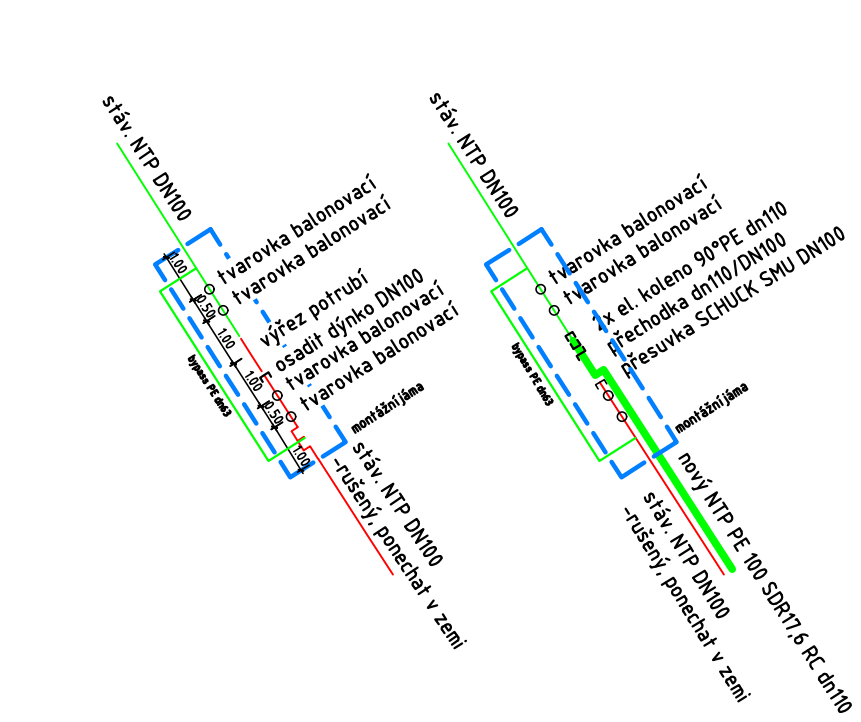 stáv. NTP DN100
tvarovka balonovací
tvarovka balonovací
výřez potrubí
osadit dýnko DN100
tvarovka balonovací
tvarovka balonovací
1.00
0.50
1.00
1.00
0.50
1.00
bypass PE dn63
montážní jáma
stáv. NTP DN100
-rušený, ponechat v zemi
stáv. NTP DN100
tvarovka balonovací
tvarovka balonovací
2x el. koleno 90°PE dn110
přechodka dn110/DN100
přesuvka SCHUCK SMU DN100
bypass PE dn63
montážní jáma
nový NTP PE 100 SDR17,6 RC dn110
stáv. NTP DN100
-rušený, ponechat v zemi